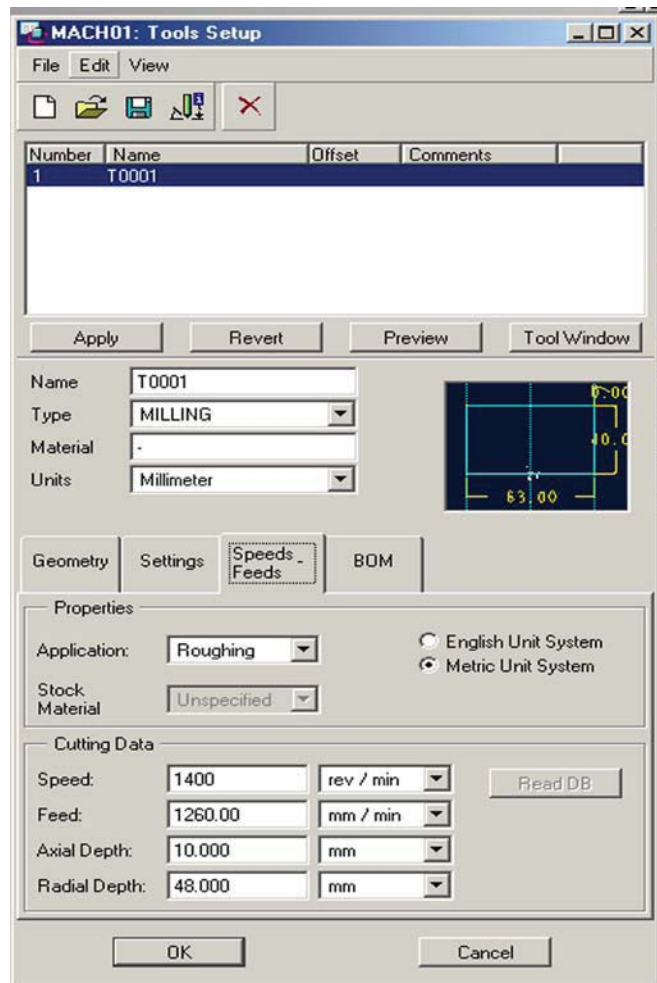 MACH01: Tools Setup
File Edit View
Number Name Offset Comments
1 T0001
Apply Revert Preview Tool Window
Name T0001
Type MILLING
Material -
Units Millimeter
63.00
Geometry Settings Speeds - Feeds BOM
Properties
Application: Roughing
English Unit System
Metric Unit System
Stock Material Unspecified
Cutting Data
Speed: 1400 rev / min Read DB
Feed: 1260.00 mm / min
Axial Depth: 10.000 mm
Radial Depth: 48.000 mm
OK Cancel